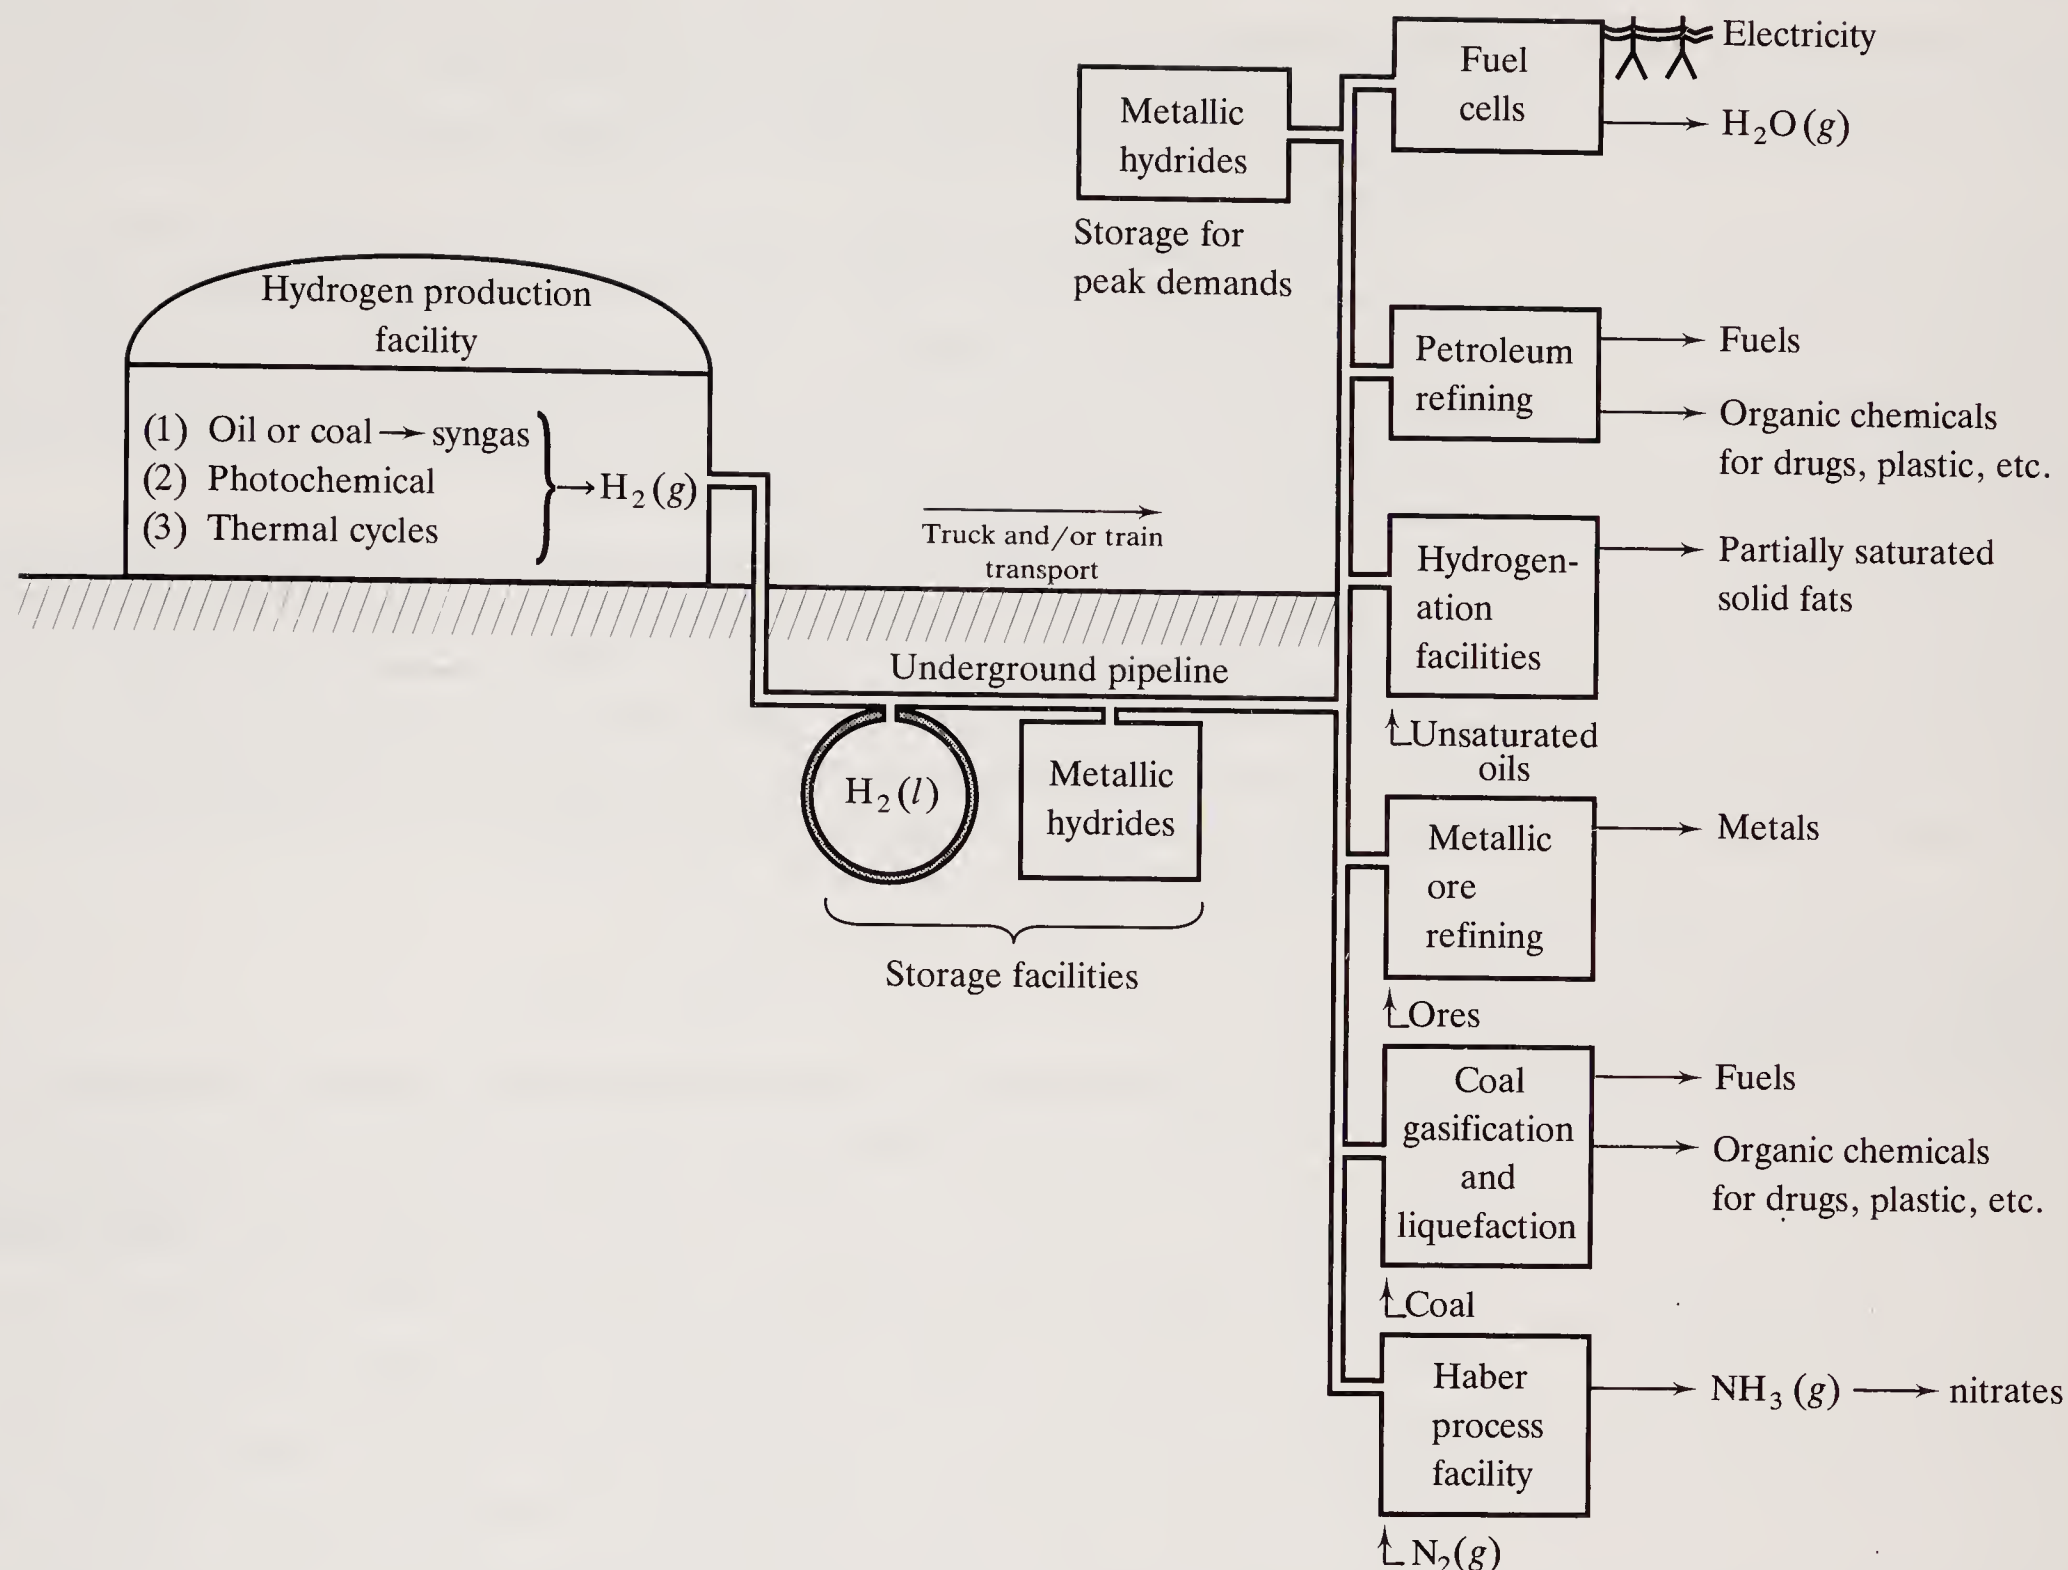 Hydrogen production
facility
(1) Oil or coal → syngas
(2) Photochemical
(3) Thermal cycles
→ H₂(g)
Truck and/or train
transport
Underground pipeline
H₂(l)
Metallic
hydrides
Storage facilities
Metallic
hydrides
Storage for
peak demands
Fuel
cells
Electricity
H₂O(g)
Petroleum
refining
Fuels
Organic chemicals
for drugs, plastic, etc.
Hydrogen-
ation
facilities
Partially saturated
solid fats
Unsaturated
oils
Metallic
ore
refining
Metals
Ores
Coal
gasification
and
liquefaction
Fuels
Organic chemicals
for drugs, plastic, etc.
Coal
Haber
process
facility
NH₃ (g) → nitrates
N₂(g)